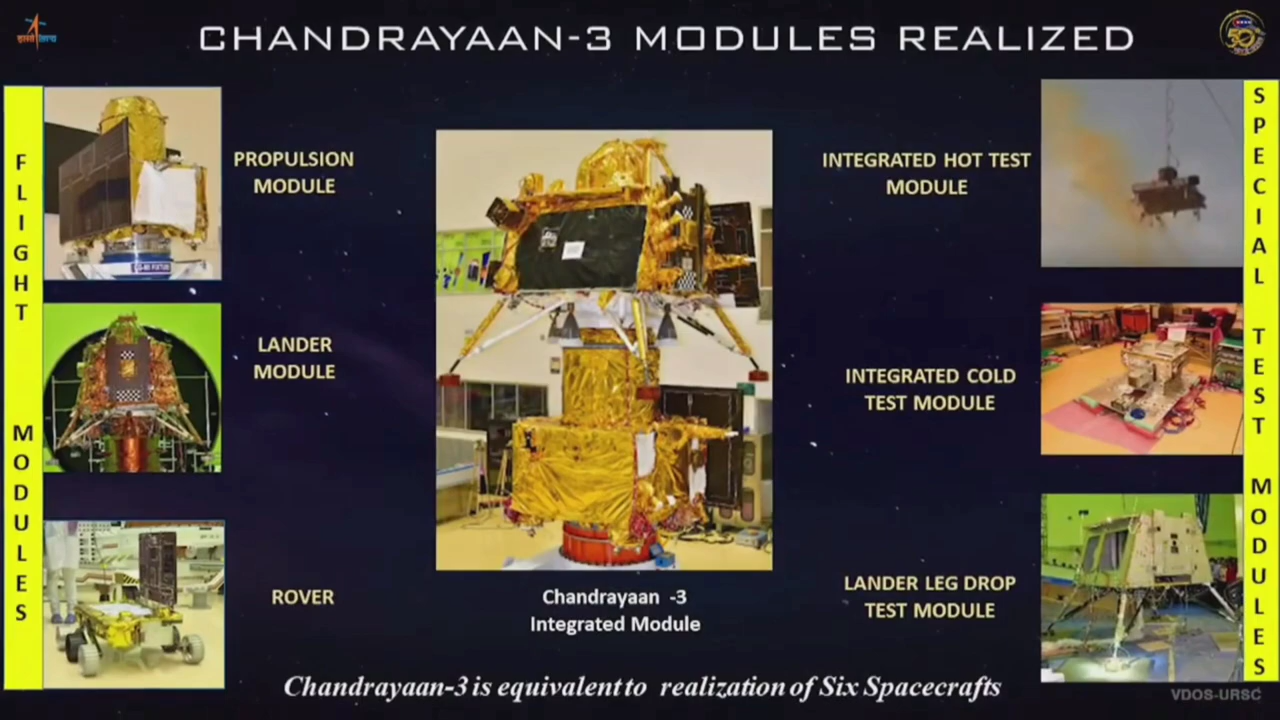 CHANDRAYAAN-3 MODULES REALIZED
FLIGHT MODULES
PROPULSION
MODULE
LANDER
MODULE
ROVER
Chandrayaan -3
Integrated Module
INTEGRATED HOT TEST
MODULE
INTEGRATED COLD
TEST MODULE
LANDER LEG DROP
TEST MODULE
SPECIAL TEST MODULES
Chandrayaan-3 is equivalent to realization of Six Spacecrafts
VDOS-URSC